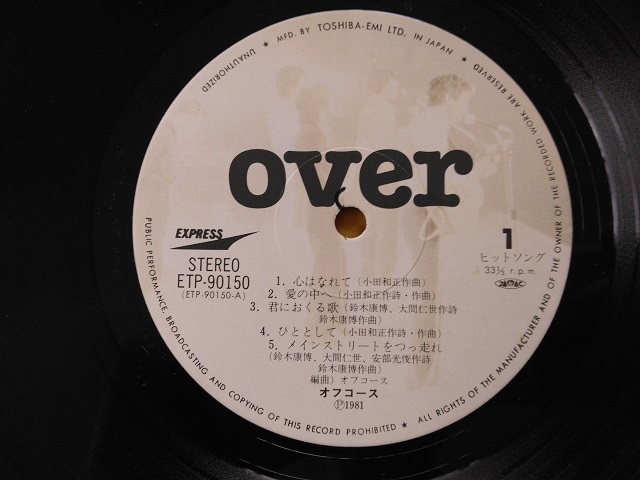 ★ MFD. BY TOSHIBA-EMI LTD. IN JAPAN ★
ALL RIGHTS OF THE MANUFACTURER AND OF THE OWNER OF THE RECORDED WORK ARE RESERVED
UNAUTHORIZED
PUBLIC PERFORMANCE, BROADCASTING AND COPYING OF THIS RECORD PROHIBITED ★
over
EXPRESS
STEREO
ETP-90150
(ETP-90150-A)
1
ヒットソング
33⅓ r.p.m.
1. 心はなれて (小田和正作曲)
2. 愛の中へ (小田和正作詩・作曲)
3. 君におくる歌 (鈴木康博、大間仁世作詩
鈴木康博作曲)
4. ひととして (小田和正作詩・作曲)
5. メインストリートをつっ走れ
(鈴木康博、大間仁世、安部光俊作詩
鈴木康博作曲)
編曲) オフコース
オフコース
Ⓟ1981